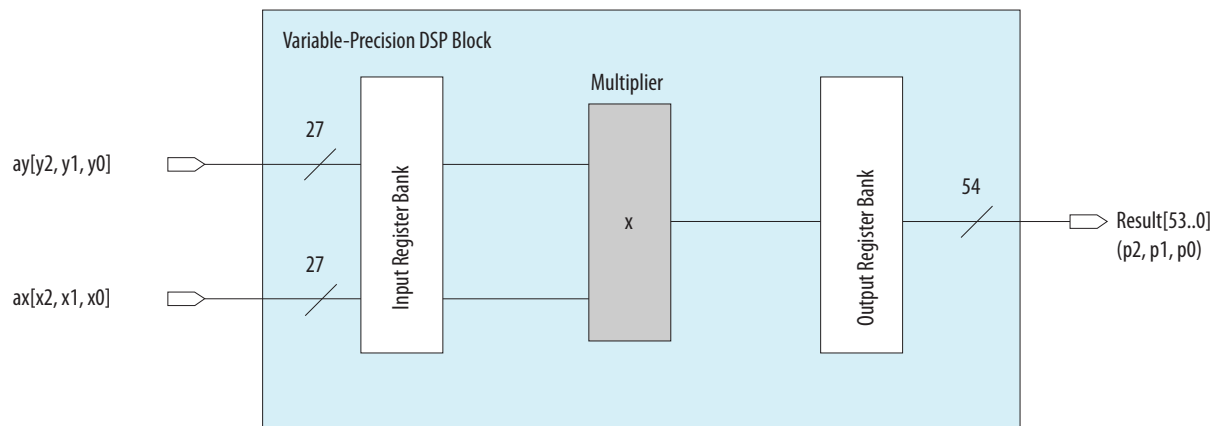 Variable-Precision DSP Block
Multiplier
27
ay[y2, y1, y0]
Input Register Bank
x
Output Register Bank
54
Result[53..0]
(p2, p1, p0)
27
ax[x2, x1, x0]